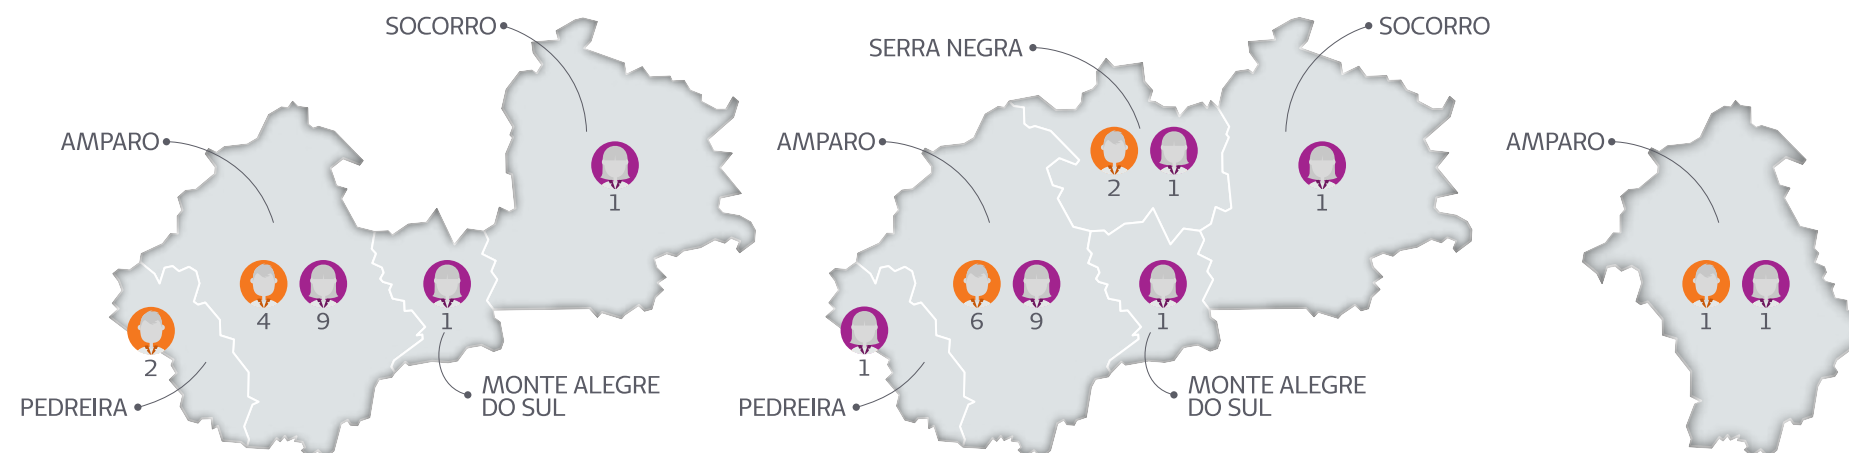 SOCORRO
AMPARO
1
4 9 1
2
PEDREIRA
MONTE ALEGRE
DO SUL
SERRA NEGRA
SOCORRO
AMPARO
2 1 1
6 9 1
1
PEDREIRA
MONTE ALEGRE
DO SUL
AMPARO
1 1